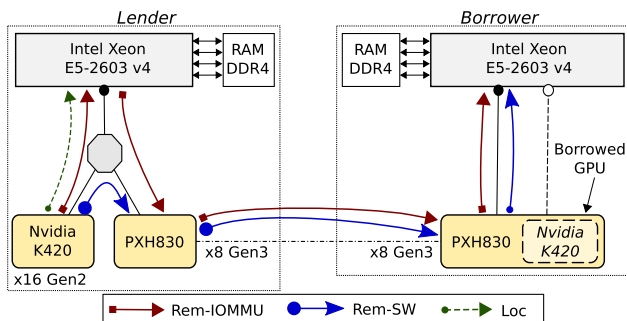 Lender
Borrower
Intel Xeon
E5-2603 v4
RAM
DDR4
RAM
DDR4
Intel Xeon
E5-2603 v4
Borrowed
GPU
Nvidia
K420
PXH830
x8 Gen3
x16 Gen2
x8 Gen3
PXH830
Nvidia
K420
Rem-IOMMU
Rem-SW
Loc